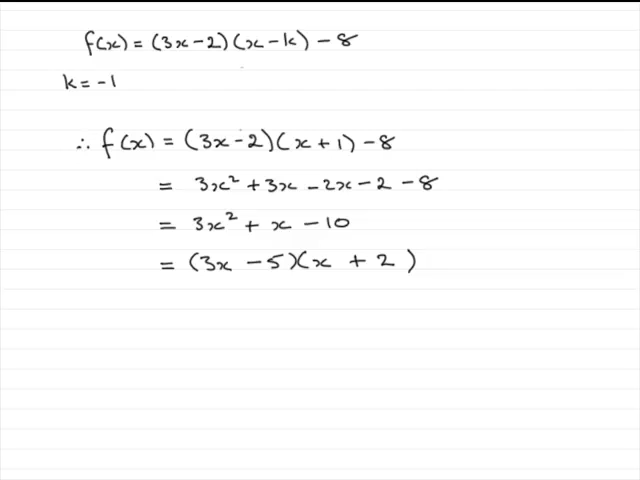 f(x) = (3x-2)(x-k) - 8
k = -1
∴ f(x) = (3x-2)(x+1) - 8
= 3x² + 3x - 2x - 2 - 8
= 3x² + x - 10
= (3x - 5)(x + 2)